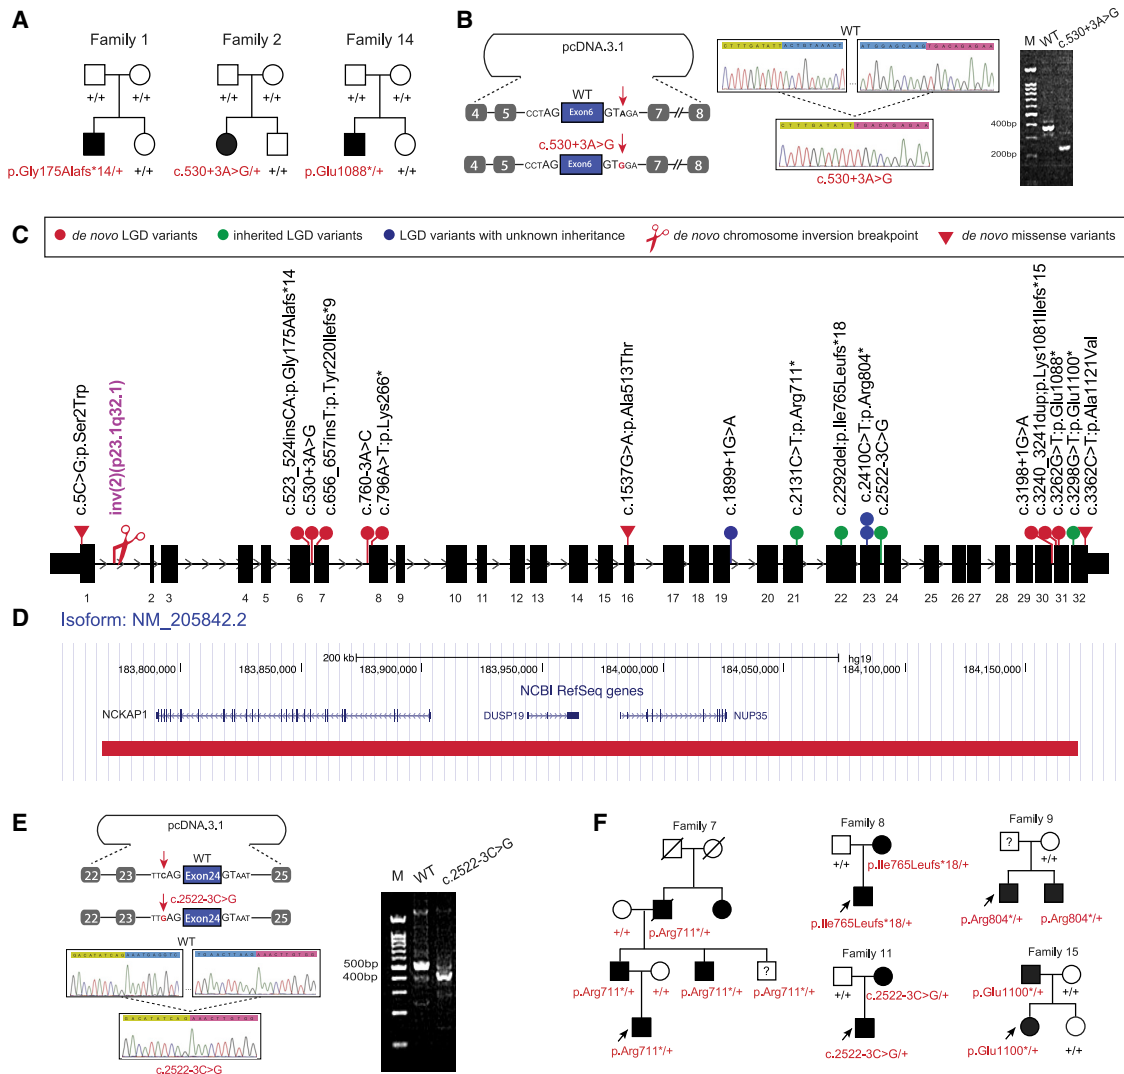 A
Family 1
Family 2
Family 14
+/+ +/+ +/+ +/+ +/+ +/+
p.Gly175Alafs*14/+ +/+ c.530+3A>G/+ +/+ p.Glu1088*/+ +/+
B
pcDNA.3.1
WT
4 5 CCTAG Exon6 GTAGA 7 8
c.530+3A>G
4 5 CCTAG Exon6 GTGGA 7 8
WT
CTTTGATATT ACTGTAAACT ... ATGGAGCAAG TGACAGAGAA
CTTTGATATT TGACAGAGAA
c.530+3A>G
M WT c.530+3A>G
400bp
200bp
C
de novo LGD variants
inherited LGD variants
LGD variants with unknown inheritance
de novo chromosome inversion breakpoint
de novo missense variants
c.5C>G:p.Ser2Trp
inv(2)(p23.1q32.1)
c.523_524insCA:p.Gly175Alafs*14
c.530+3A>G
c.656_657insT:p.Tyr220Ilefs*9
c.760-3A>C
c.796A>T:p.Lys266*
c.1537G>A:p.Ala513Thr
c.1899+1G>A
c.2131C>T:p.Arg711*
c.2292del:p.Ile765Leufs*18
c.2410C>T:p.Arg804*
c.2522-3C>G
c.3198+1G>A
c.3240_3241dup:p.Lys1081Ilefs*15
c.3262G>T:p.Glu1088*
c.3298G>T:p.Glu1100*
c.3362C>T:p.Ala1121Val
1 2 3 4 5 6 7 8 9 10 11 12 13 14 15 16 17 18 19 20 21 22 23 24 25 26 27 28 29 30 31 32
D
Isoform: NM_205842.2
200 kb
hg19
183,800,000 183,850,000 183,900,000 183,950,000 184,000,000 184,050,000 184,100,000 184,150,000
NCBI RefSeq genes
NCKAP1
DUSP19
NUP35
E
pcDNA.3.1
WT
22 23 TTCAG Exon24 GTAAT 25
c.2522-3C>G
22 23 TTGAG Exon24 GTAAT 25
WT
c.2522-3C>G
M WT c.2522-3C>G
500bp
400bp
F
Family 7
+/+ p.Arg711*/+
?
p.Arg711*/+ +/+ p.Arg711*/+ p.Arg711*/+
p.Arg711*/+
Family 8
+/+ p.Ile765Leufs*18/+
p.Ile765Leufs*18/+
Family 9
?
+/+
p.Arg804*/+ p.Arg804*/+
Family 11
+/+ c.2522-3C>G/+
c.2522-3C>G/+
Family 15
p.Glu1100*/+ +/+
p.Glu1100*/+ +/+